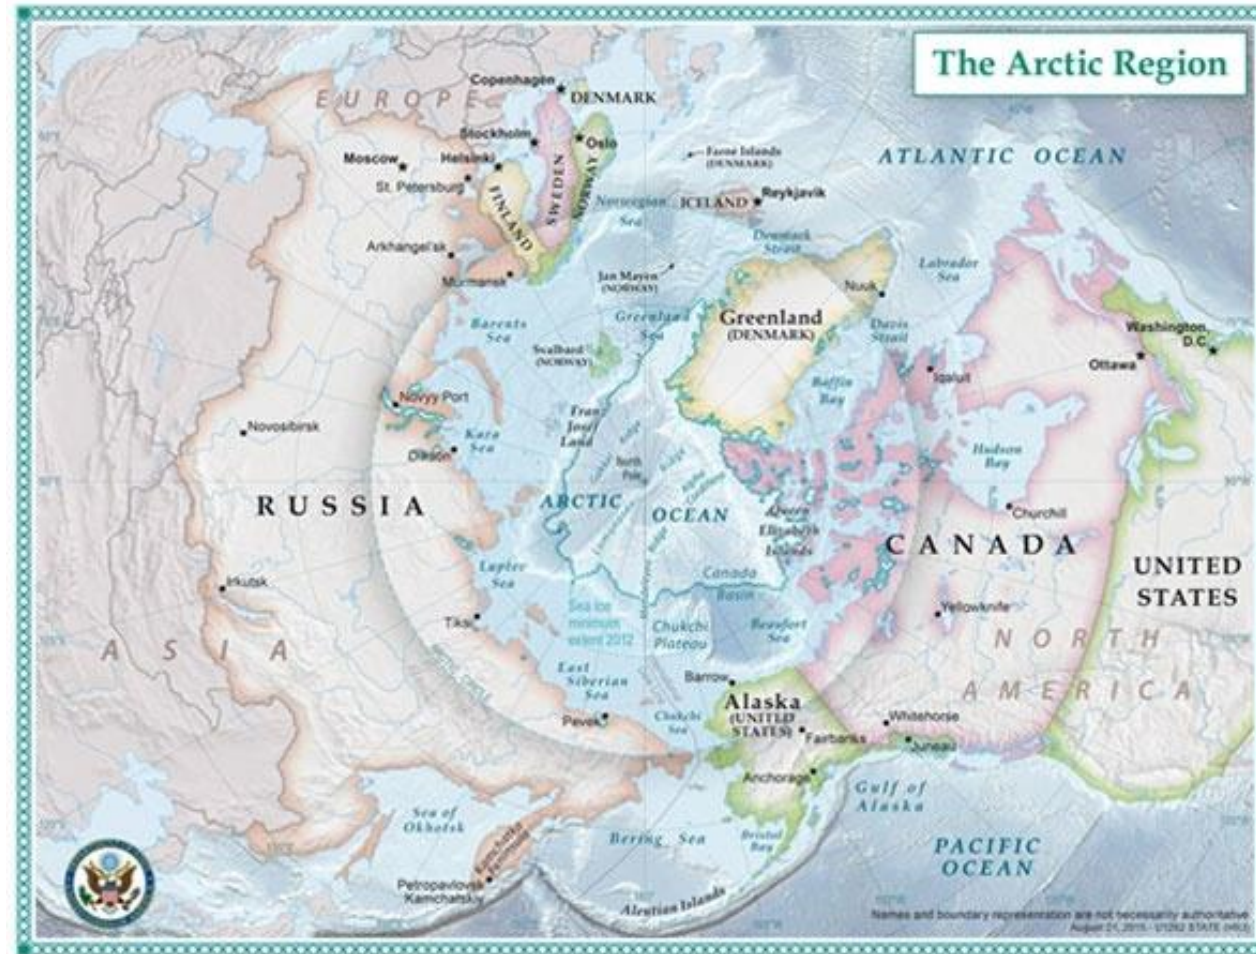 The Arctic Region
EUROPE
Copenhagen
DENMARK
Stockholm
Oslo
Moscow
Helsinki
St. Petersburg
SWEDEN
NORWAY
FINLAND
Faroe Islands
(DENMARK)
ATLANTIC OCEAN
Norwegian
Sea
ICELAND
Reykjavik
Denmark
Strait
Arkhangel'sk
Murmansk
Jan Mayen
(NORWAY)
Labrador
Sea
Nuuk
Barents
Sea
Greenland
Sea
Greenland
(DENMARK)
Davis
Strait
Washington,
D.C.
Ottawa
Svalbard
(NORWAY)
Iqaluit
Baffin
Bay
Novyy Port
Novosibirsk
Kara
Sea
Dikson
Franz
Josef
Land
North
Pole
Hudson
Bay
RUSSIA
ARCTIC
OCEAN
Queen
Elizabeth
Islands
Churchill
CANADA
UNITED
STATES
Irkutsk
Laptev
Sea
Canada
Basin
Tiksi
Sea ice
minimum
extent 2012
Chukchi
Plateau
Beaufort
Sea
Yellowknife
ASIA
NORTH
AMERICA
ARCTIC CIRCLE
East
Siberian
Sea
Barrow
Alaska
(UNITED
STATES)
Pevek
Chukchi
Sea
Fairbanks
Whitehorse
Juneau
Anchorage
Gulf of
Alaska
Sea of
Okhotsk
Bering Sea
Bristol
Bay
PACIFIC
OCEAN
Kamchatka
Petropavlovsk
Kamchatskiy
Aleutian Islands
Names and boundary representation are not necessarily authoritative